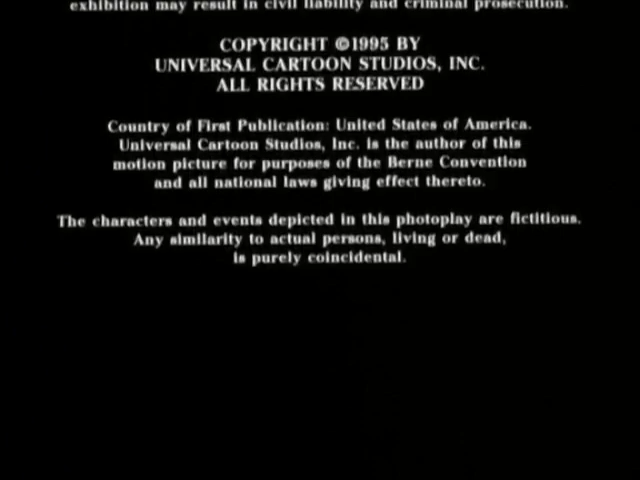 exhibition may result in civil liability and criminal prosecution.
COPYRIGHT ©1995 BY
UNIVERSAL CARTOON STUDIOS, INC.
ALL RIGHTS RESERVED
Country of First Publication: United States of America.
Universal Cartoon Studios, Inc. is the author of this
motion picture for purposes of the Berne Convention
and all national laws giving effect thereto.
The characters and events depicted in this photoplay are fictitious.
Any similarity to actual persons, living or dead,
is purely coincidental.